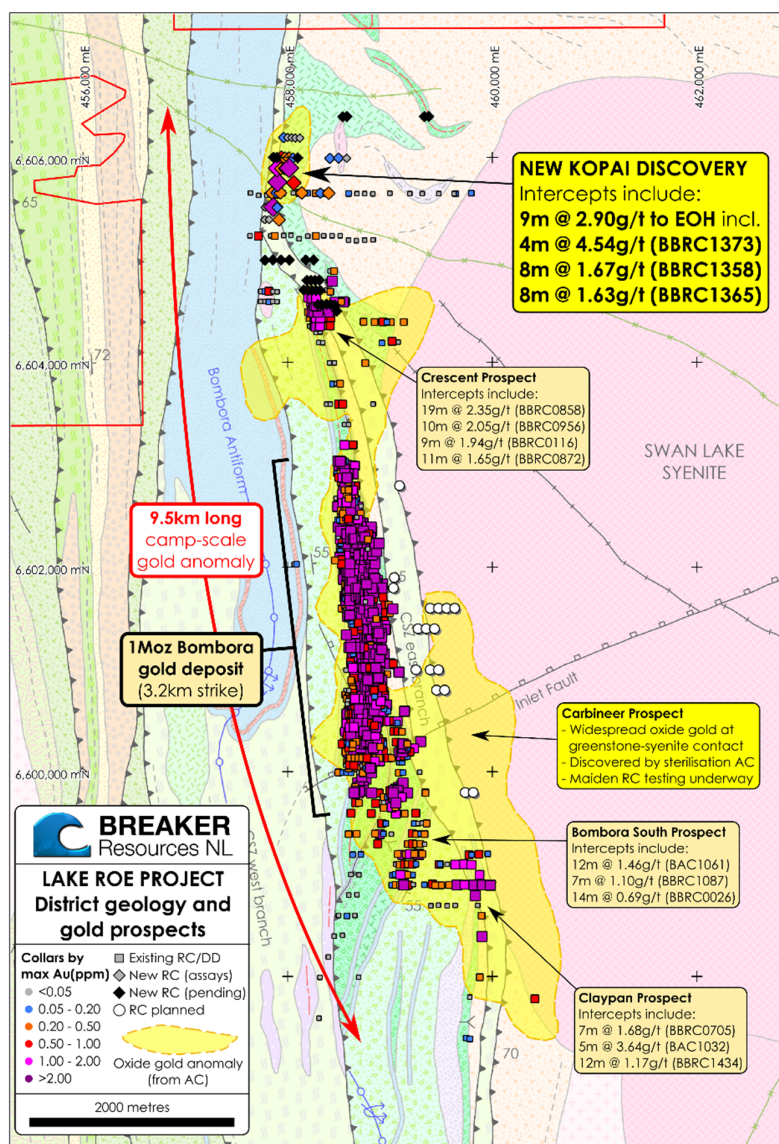 456,000 mE
458,000 mE
460,000 mE
462,000 mE
6,606,000 mN
65
NEW KOPAI DISCOVERY
Intercepts include:
9m @ 2.90g/t to EOH incl.
4m @ 4.54g/t (BBRC1373)
8m @ 1.67g/t (BBRC1358)
8m @ 1.63g/t (BBRC1365)
6,604,000 mN
72
Bombora Antiform
Crescent Prospect
Intercepts include:
19m @ 2.35g/t (BBRC0858)
10m @ 2.05g/t (BBRC0956)
9m @ 1.94g/t (BBRC0116)
11m @ 1.65g/t (BBRC0872)
SWAN LAKE
SYENITE
9.5km long
camp-scale
gold anomaly
6,602,000 mN
55
CSZ east branch
1Moz Bombora
gold deposit
(3.2km strike)
Inlet Fault
Carbineer Prospect
- Widespread oxide gold at
greenstone-syenite contact
- Discovered by sterilisation AC
- Maiden RC testing underway
6,600,000 mN
Bombora South Prospect
Intercepts include:
12m @ 1.46g/t (BAC1061)
7m @ 1.10g/t (BBRC1087)
14m @ 0.69g/t (BBRC0026)
CSZ west branch
55
Claypan Prospect
Intercepts include:
7m @ 1.68g/t (BBRC0705)
5m @ 3.64g/t (BAC1032)
12m @ 1.17g/t (BBRC1434)
70
BREAKER
Resources NL
LAKE ROE PROJECT
District geology and
gold prospects
Collars by
max Au(ppm)
<0.05
0.05 - 0.20
0.20 - 0.50
0.50 - 1.00
1.00 - 2.00
>2.00
Existing RC/DD
New RC (assays)
New RC (pending)
RC planned
Oxide gold anomaly
(from AC)
2000 metres